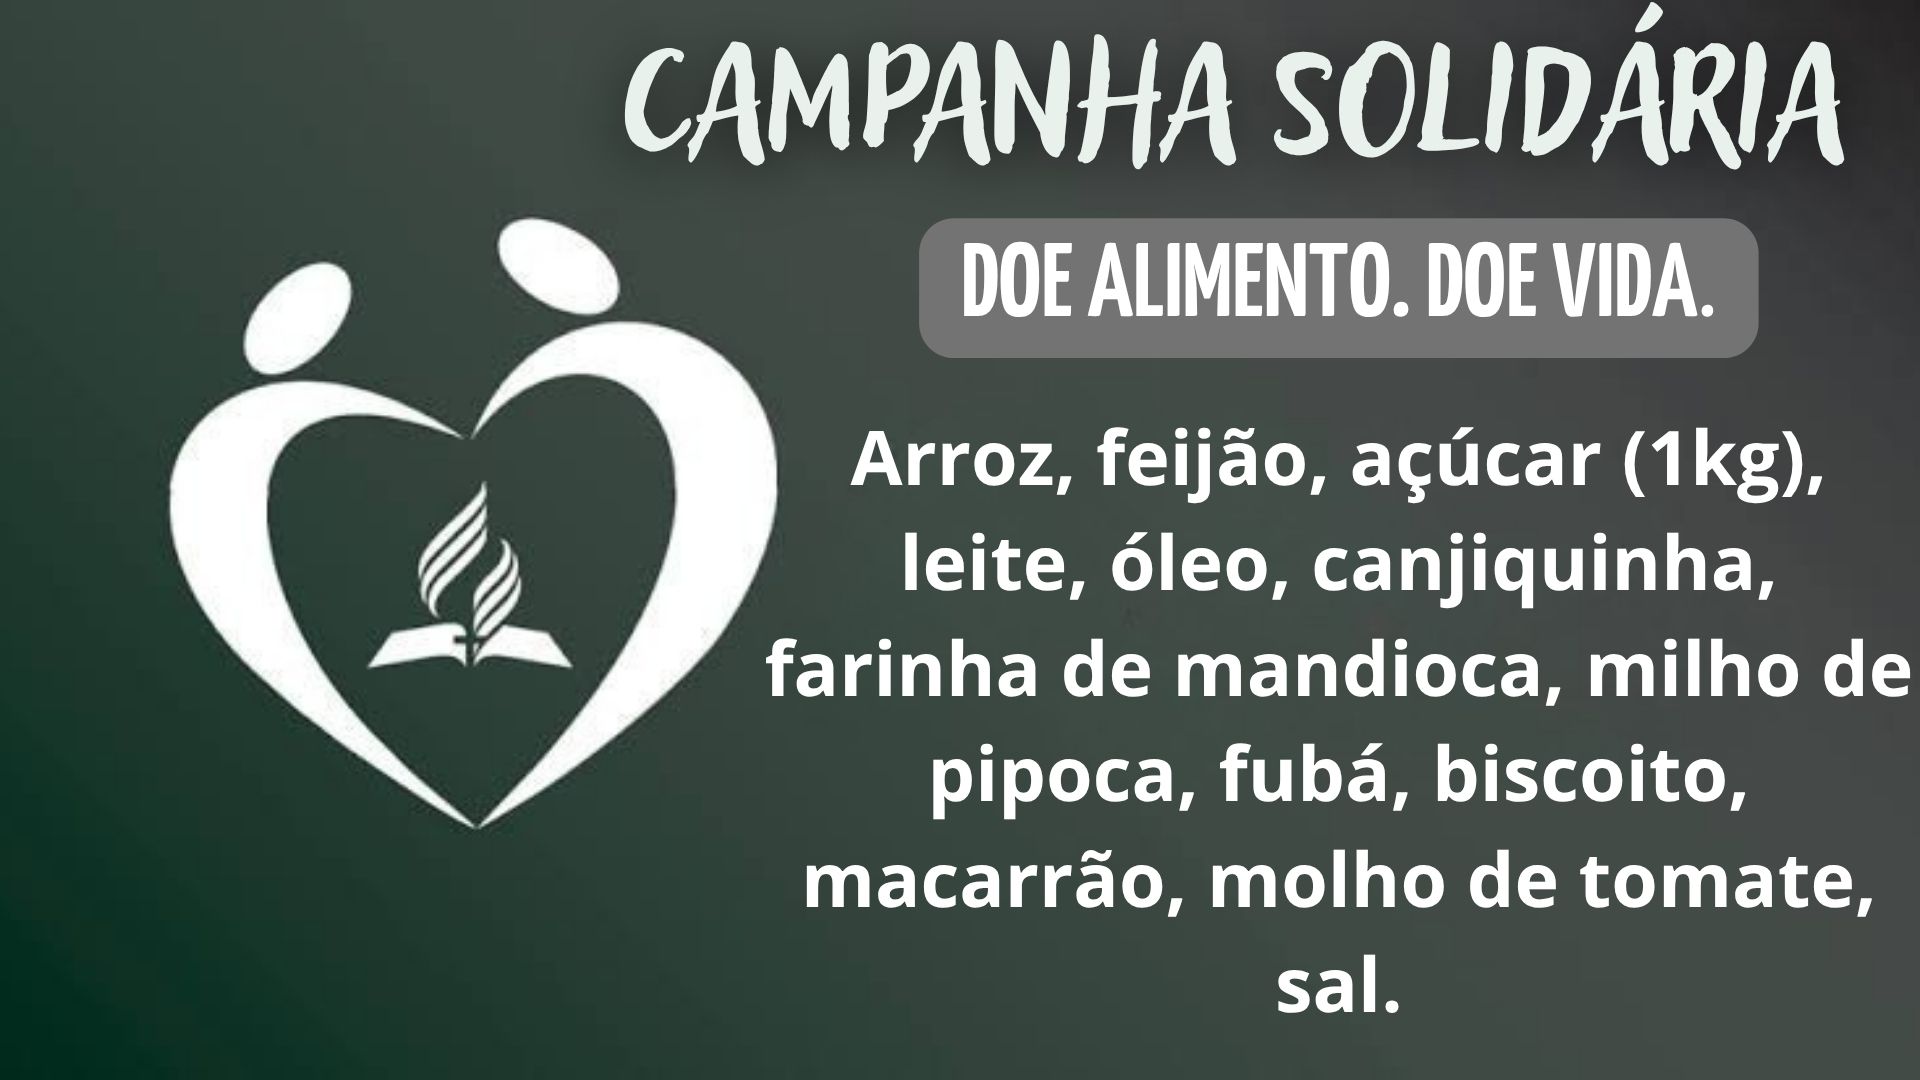 CAMPANHA SOLIDÁRIA
DOE ALIMENTO. DOE VIDA.
Arroz, feijão, açúcar (1kg),
leite, óleo, canjiquinha,
farinha de mandioca, milho de
pipoca, fubá, biscoito,
macarrão, molho de tomate,
sal.